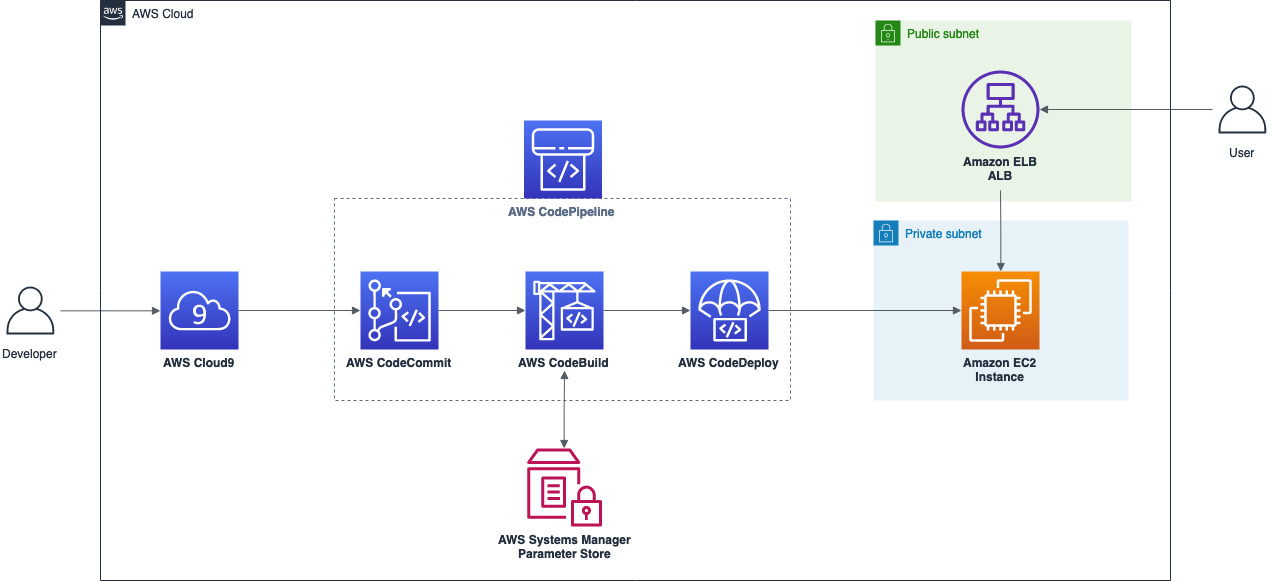 aws
AWS Cloud
Public subnet
Amazon ELB
ALB
User
</>
AWS CodePipeline
Private subnet
Developer
9
AWS Cloud9
</>
AWS CodeCommit
</>
AWS CodeBuild
</>
AWS CodeDeploy
Amazon EC2
Instance
AWS Systems Manager
Parameter Store